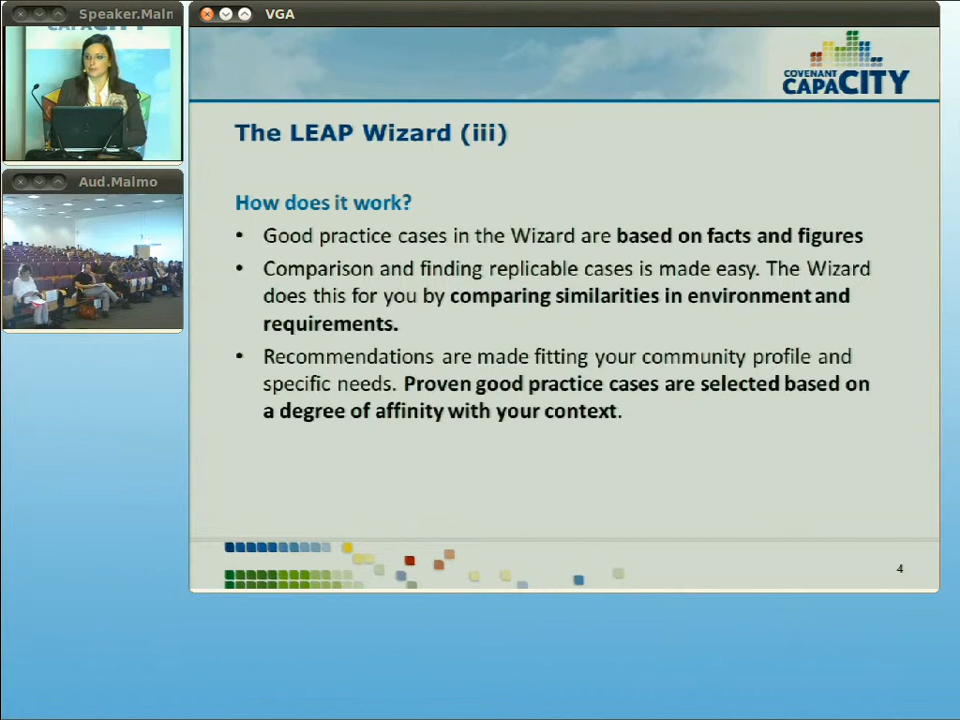 Speaker.Malm
VGA
CAPACITY
COVENANT
CAPACITY
The LEAP Wizard (iii)
Aud.Malmo
How does it work?
• Good practice cases in the Wizard are based on facts and figures
• Comparison and finding replicable cases is made easy. The Wizard
does this for you by comparing similarities in environment and
requirements.
• Recommendations are made fitting your community profile and
specific needs. Proven good practice cases are selected based on
a degree of affinity with your context.
4